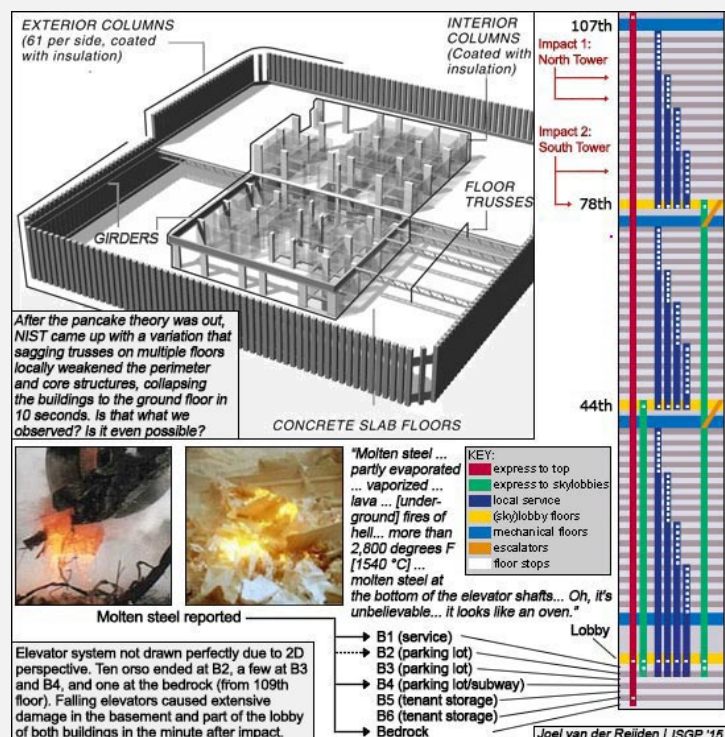 EXTERIOR COLUMNS
(61 per side, coated
with insulation)
INTERIOR
COLUMNS
(Coated with
insulation)
GIRDERS
FLOOR
TRUSSES
CONCRETE SLAB FLOORS
After the pancake theory was out,
NIST came up with a variation that
sagging trusses on multiple floors
locally weakened the perimeter
and core structures, collapsing
the buildings to the ground floor in
10 seconds. Is that what we
observed? Is it even possible?
107th
Impact 1:
North Tower
Impact 2:
South Tower
78th
44th
"Molten steel ...
partly evaporated
... vaporized ...
lava ... [under-
ground] fires of
hell... more than
2,800 degrees F
[1540 °C] ...
molten steel at
the bottom of the elevator shafts... Oh, it's
unbelievable... it looks like an oven."
KEY:
express to top
express to skylobbies
local service
(sky)lobby floors
mechanical floors
escalators
floor stops
Molten steel reported
Lobby
B1 (service)
B2 (parking lot)
B3 (parking lot)
B4 (parking lot/subway)
B5 (tenant storage)
B6 (tenant storage)
Bedrock
Elevator system not drawn perfectly due to 2D
perspective. Ten orso ended at B2, a few at B3
and B4, and one at the bedrock (from 109th
floor). Falling elevators caused extensive
damage in the basement and part of the lobby
of both buildings in the minute after impact.
Joel van der Reijden | ISGP '15